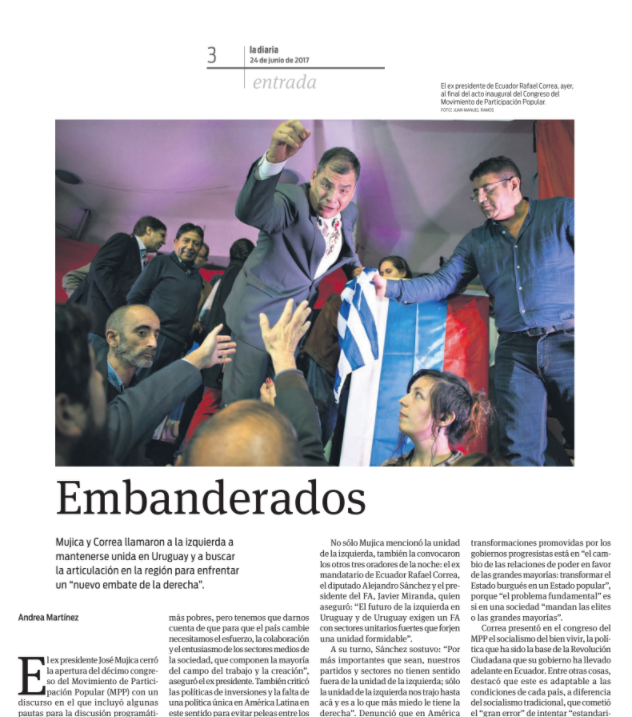 3
la diaria
24 de junio de 2017
entrada
El ex presidente de Ecuador Rafael Correa, ayer,
al final del acto inaugural del Congreso del
Movimiento de Participación Popular.
FOTO: JUAN MANUEL RAMOS
Embanderados
Mujica y Correa llamaron a la izquierda a
mantenerse unida en Uruguay y a buscar
la articulación en la región para enfrentar
un “nuevo embate de la derecha”.
Andrea Martínez
El ex presidente José Mujica cerró
la apertura del décimo congre-
so del Movimiento de Partici-
pación Popular (MPP) con un
discurso en el que incluyó algunas
pautas para la discusión programáti-
más pobres, pero tenemos que darnos
cuenta de que para que el país cambie
necesitamos el esfuerzo, la colaboración
y el entusiasmo de los sectores medios de
la sociedad, que componen la mayoría
del campo del trabajo y la creación”,
aseguró el ex presidente. También criticó
las políticas de inversiones y la falta de
una política única en América Latina en
este sentido para evitar peleas entre los
No sólo Mujica mencionó la unidad
de la izquierda, también la convocaron
los otros tres oradores de la noche: el ex
mandatario de Ecuador Rafael Correa,
el diputado Alejandro Sánchez y el pre-
sidente del FA, Javier Miranda, quien
aseguró: “El futuro de la izquierda en
Uruguay y de Uruguay exigen un FA
con sectores unitarios fuertes que forjen
una unidad formidable”.
A su turno, Sánchez sostuvo: “Por
más importantes que sean, nuestros
partidos y sectores no tienen sentido
fuera de la unidad de la izquierda; sólo
la unidad de la izquierda nos trajo hasta
acá y es a lo que más miedo le tiene la
derecha”. Denunció que en América
transformaciones promovidas por los
gobiernos progresistas está en “el cam-
bio de las relaciones de poder en favor
de las grandes mayorías: transformar el
Estado burgués en un Estado popular”,
porque “el problema fundamental” es
si en una sociedad “mandan las elites
o las grandes mayorías”.
Correa presentó en el congreso del
MPP el socialismo del bien vivir, la polí-
tica que ha sido la base de la Revolución
Ciudadana que su gobierno ha llevado
adelante en Ecuador. Entre otras cosas,
destacó que este es adaptable a las
condiciones de cada país, a diferencia
del socialismo tradicional, que cometió
el “gran error” de intentar “estandari-